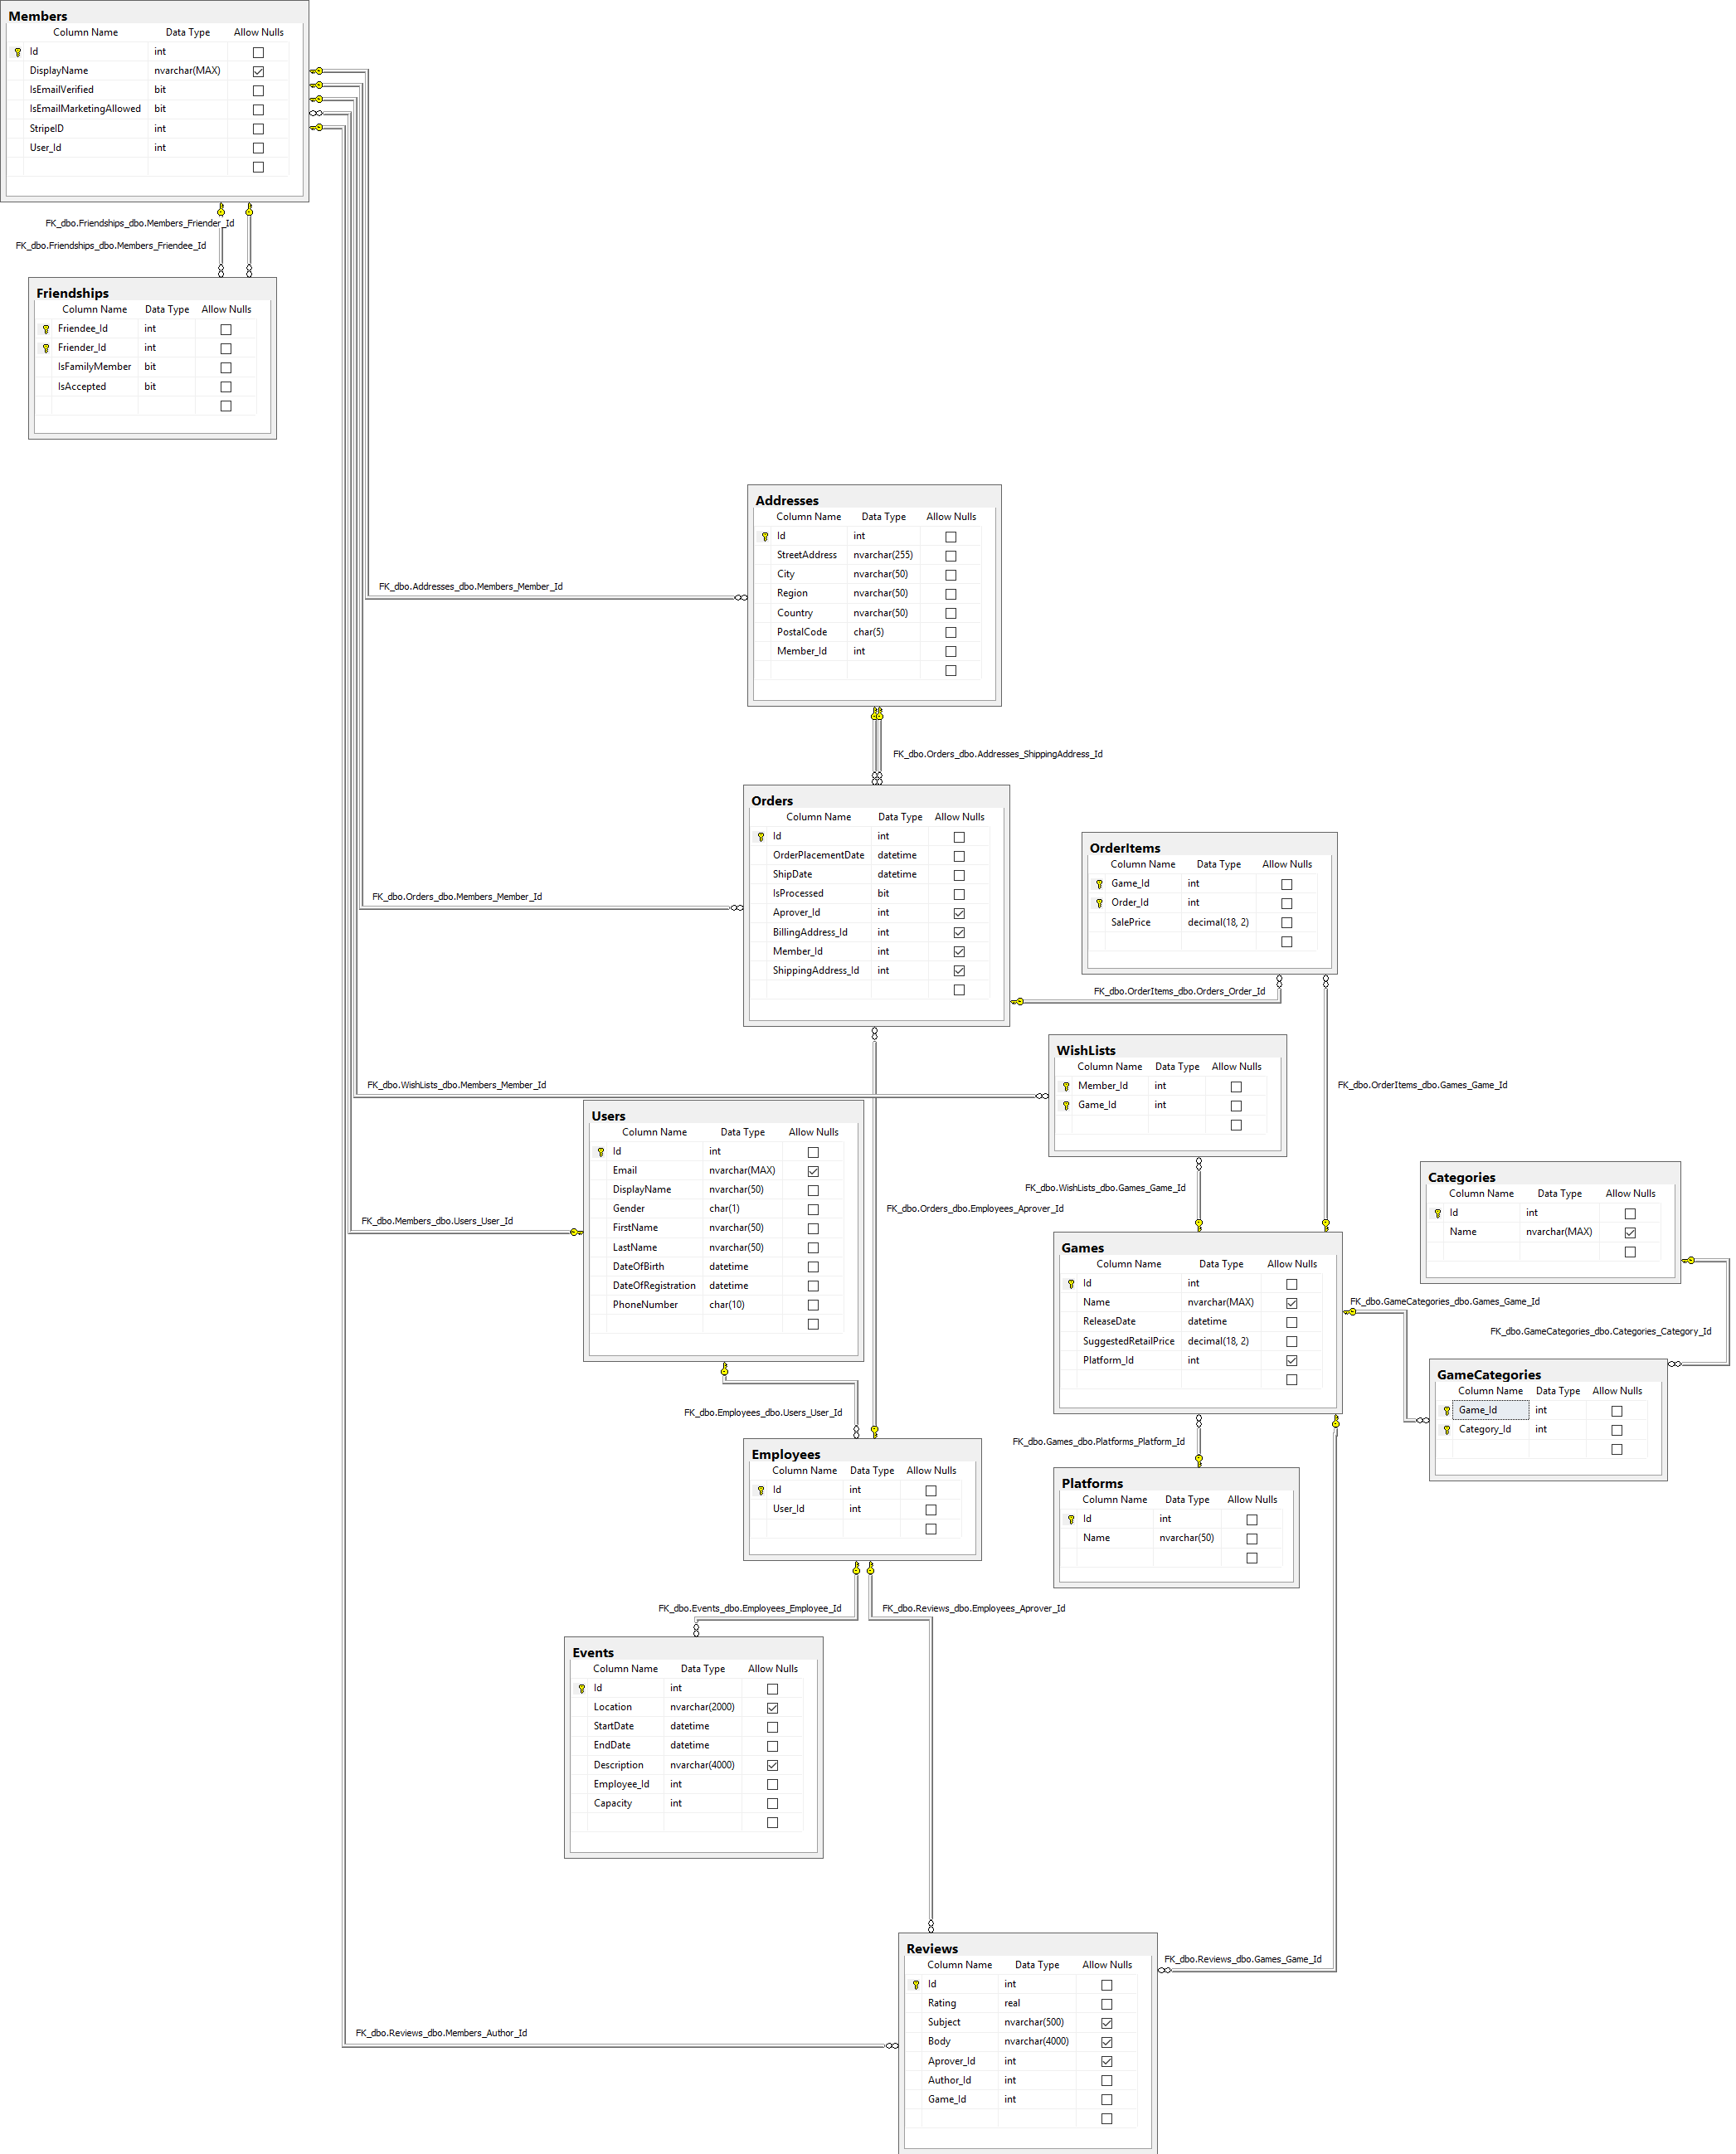 Members
Column Name Data Type Allow Nulls
Id int
DisplayName nvarchar(MAX)
IsEmailVerified bit
IsEmailMarketingAllowed bit
StripeID int
User_Id int
FK_dbo.Friendships_dbo.Members_Friender_Id
FK_dbo.Friendships_dbo.Members_Friendee_Id
Friendships
Column Name Data Type Allow Nulls
Friendee_Id int
Friender_Id int
IsFamilyMember bit
IsAccepted bit
Addresses
Column Name Data Type Allow Nulls
Id int
StreetAddress nvarchar(255)
City nvarchar(50)
Region nvarchar(50)
Country nvarchar(50)
PostalCode char(5)
Member_Id int
FK_dbo.Addresses_dbo.Members_Member_Id
FK_dbo.Orders_dbo.Addresses_ShippingAddress_Id
Orders
Column Name Data Type Allow Nulls
Id int
OrderPlacementDate datetime
ShipDate datetime
IsProcessed bit
Aprover_Id int
BillingAddress_Id int
Member_Id int
ShippingAddress_Id int
FK_dbo.Orders_dbo.Members_Member_Id
OrderItems
Column Name Data Type Allow Nulls
Game_Id int
Order_Id int
SalePrice decimal(18, 2)
FK_dbo.OrderItems_dbo.Orders_Order_Id
WishLists
Column Name Data Type Allow Nulls
Member_Id int
Game_Id int
FK_dbo.WishLists_dbo.Members_Member_Id
FK_dbo.OrderItems_dbo.Games_Game_Id
Users
Column Name Data Type Allow Nulls
Id int
Email nvarchar(MAX)
DisplayName nvarchar(50)
Gender char(1)
FirstName nvarchar(50)
LastName nvarchar(50)
DateOfBirth datetime
DateOfRegistration datetime
PhoneNumber char(10)
FK_dbo.Members_dbo.Users_User_Id
FK_dbo.WishLists_dbo.Games_Game_Id
FK_dbo.Orders_dbo.Employees_Aprover_Id
Categories
Column Name Data Type Allow Nulls
Id int
Name nvarchar(MAX)
Games
Column Name Data Type Allow Nulls
Id int
Name nvarchar(MAX)
ReleaseDate datetime
SuggestedRetailPrice decimal(18, 2)
Platform_Id int
FK_dbo.GameCategories_dbo.Games_Game_Id
FK_dbo.GameCategories_dbo.Categories_Category_Id
GameCategories
Column Name Data Type Allow Nulls
Game_Id int
Category_Id int
FK_dbo.Employees_dbo.Users_User_Id
FK_dbo.Games_dbo.Platforms_Platform_Id
Employees
Column Name Data Type Allow Nulls
Id int
User_Id int
Platforms
Column Name Data Type Allow Nulls
Id int
Name nvarchar(50)
FK_dbo.Events_dbo.Employees_Employee_Id
FK_dbo.Reviews_dbo.Employees_Aprover_Id
Events
Column Name Data Type Allow Nulls
Id int
Location nvarchar(2000)
StartDate datetime
EndDate datetime
Description nvarchar(4000)
Employee_Id int
Capacity int
Reviews
Column Name Data Type Allow Nulls
Id int
Rating real
Subject nvarchar(500)
Body nvarchar(4000)
Aprover_Id int
Author_Id int
Game_Id int
FK_dbo.Reviews_dbo.Games_Game_Id
FK_dbo.Reviews_dbo.Members_Author_Id